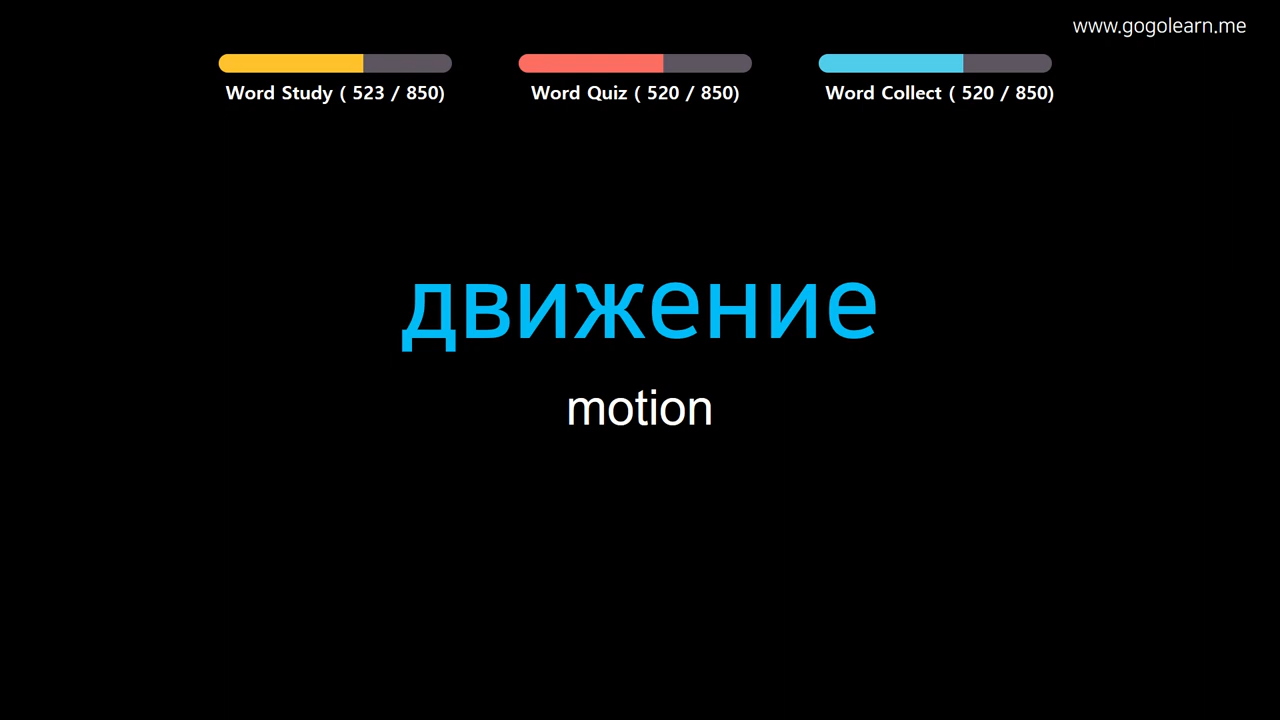 www.gogolearn.me
Word Study ( 523 / 850)
Word Quiz ( 520 / 850)
Word Collect ( 520 / 850)
движение
motion